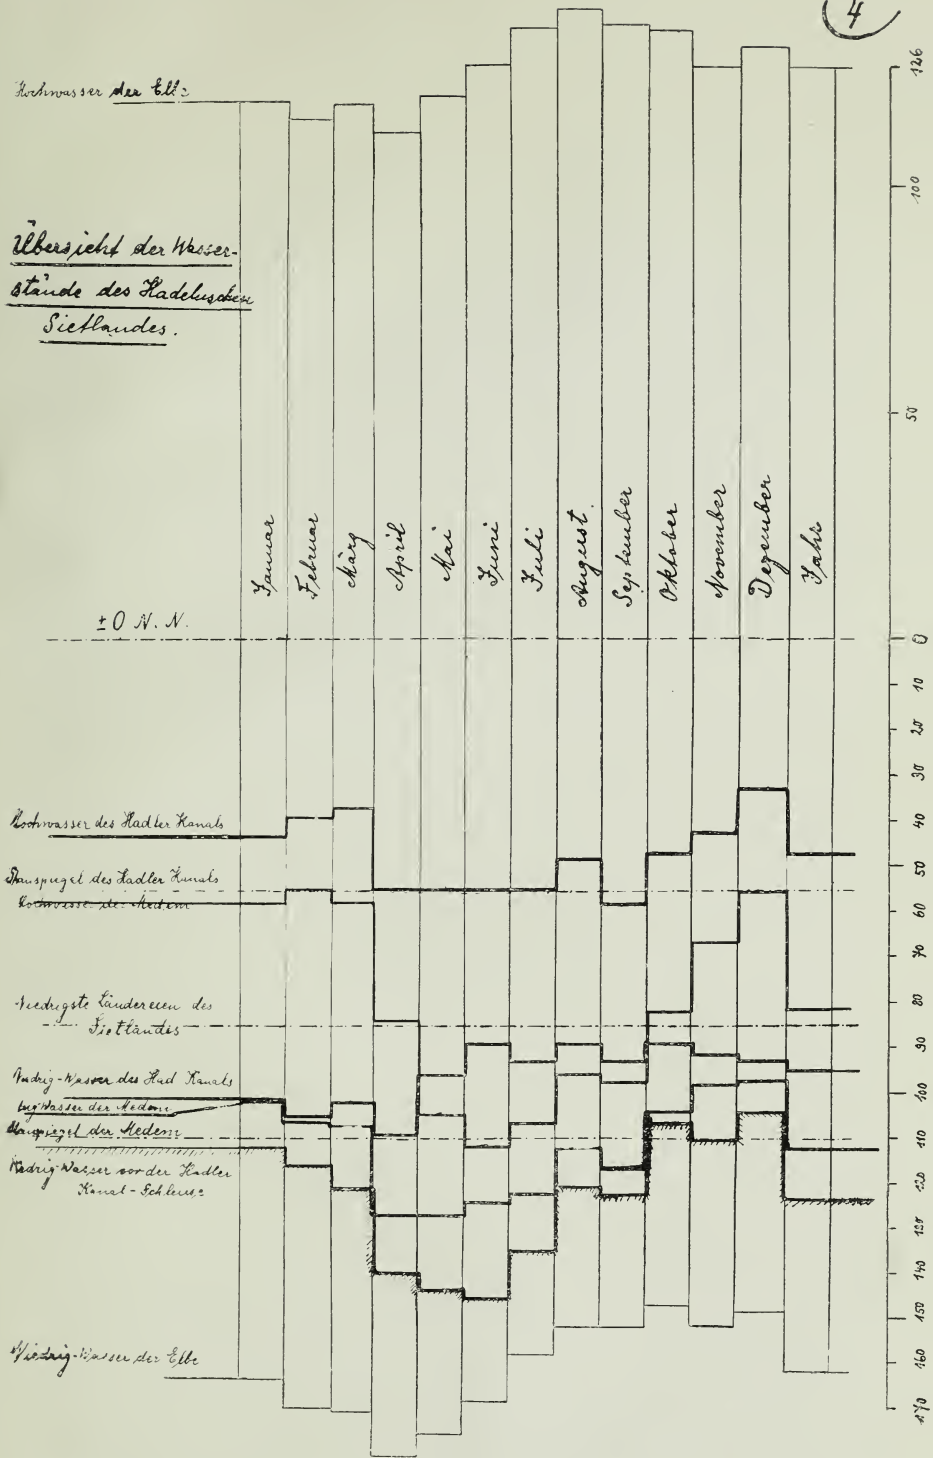 4
Hochwasser der Elbe
Übersicht der Wasser-
stände des Hadelnschen
Sietlandes.
Januar
Februar
März
April
Mai
Juni
Juli
August.
September
Oktober
November
Dezember
Jahr
± 0 N. N.
Hochwasser des Hadler Kanals
Stauspiegel des Hadler Kanals
Hochwasser der Medem
Niedrigste Ländereien des
Sietlandes
Niedrig-Wasser des Had Kanals
Wasser der Medem
Stauspiegel der Medem
Niedrig-Wasser vor der Hadler
Kanal-Schleuse
Niedrig-Wasser der Elbe
126
100
50
0
10
20
30
40
50
60
70
80
90
100
110
120
120
140
150
160
170